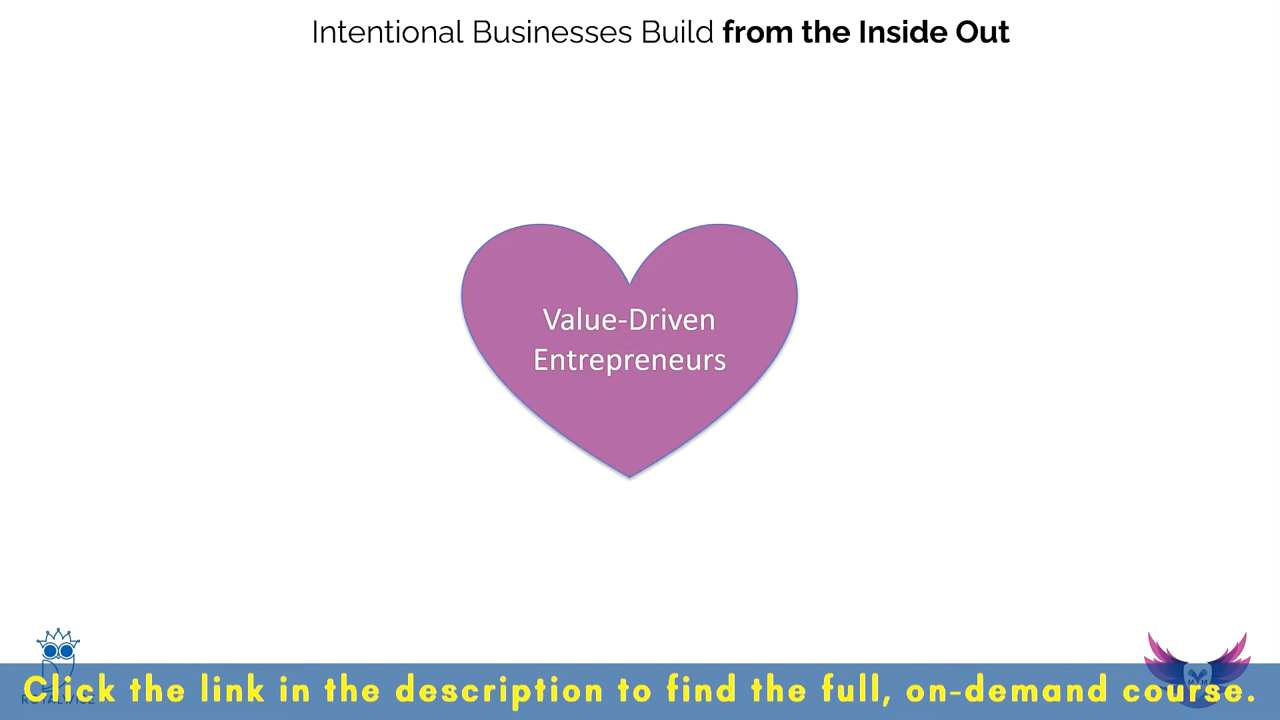 Intentional Businesses Build from the Inside Out
Value-Driven
Entrepreneurs
Click the link in the description to find the full, on-demand course.